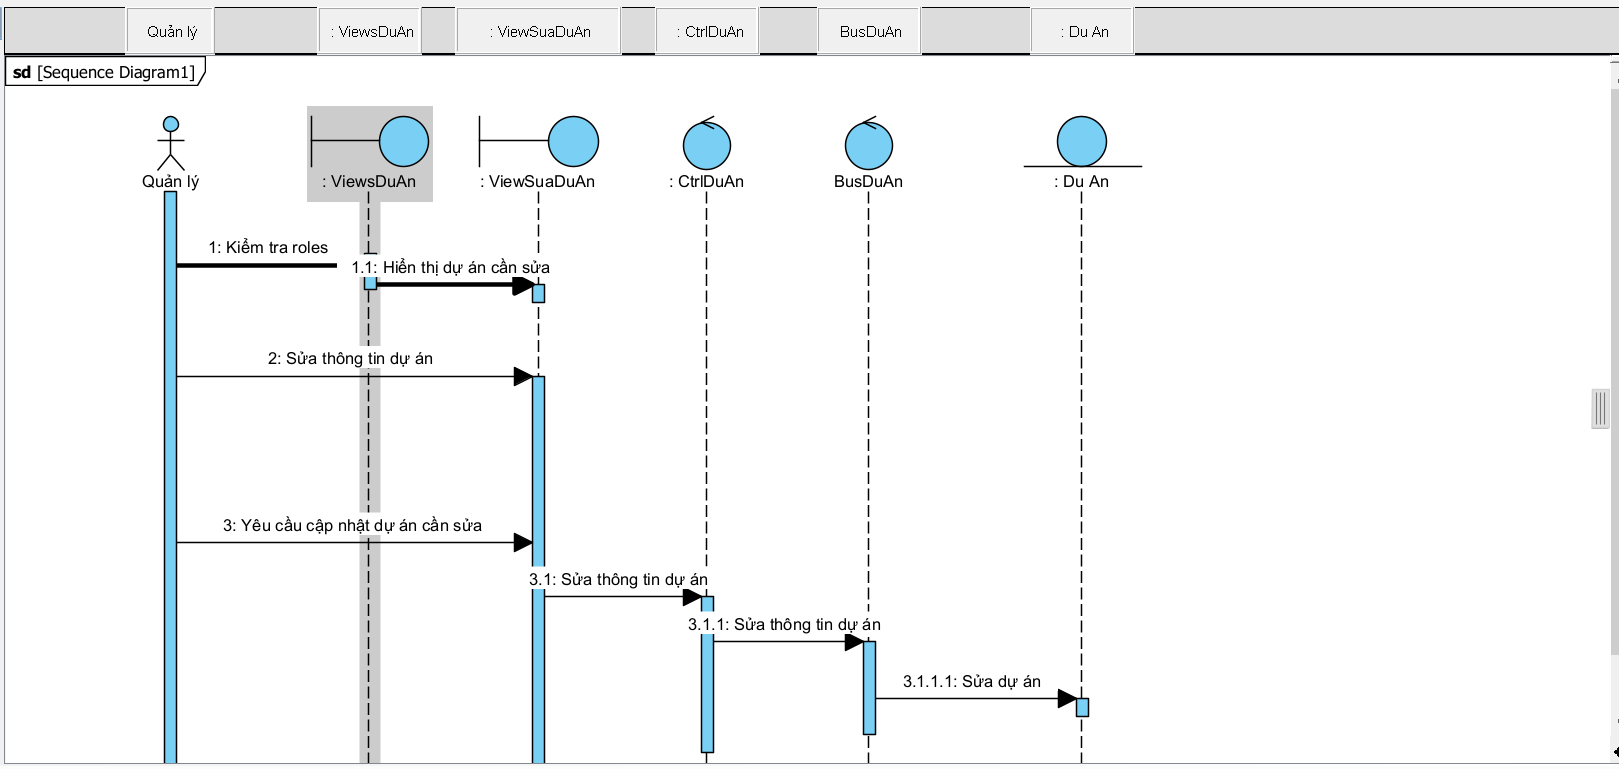 Quản lý
: ViewsDuAn
: ViewSuaDuAn
: CtrlDuAn
BusDuAn
: Du An
sd [Sequence Diagram1]
Quản lý
: ViewsDuAn
: ViewSuaDuAn
: CtrlDuAn
BusDuAn
: Du An
1: Kiểm tra roles
1.1: Hiển thị dự án cần sửa
2: Sửa thông tin dự án
3: Yêu cầu cập nhật dự án cần sửa
3.1: Sửa thông tin dự án
3.1.1: Sửa thông tin dự án
3.1.1.1: Sửa dự án